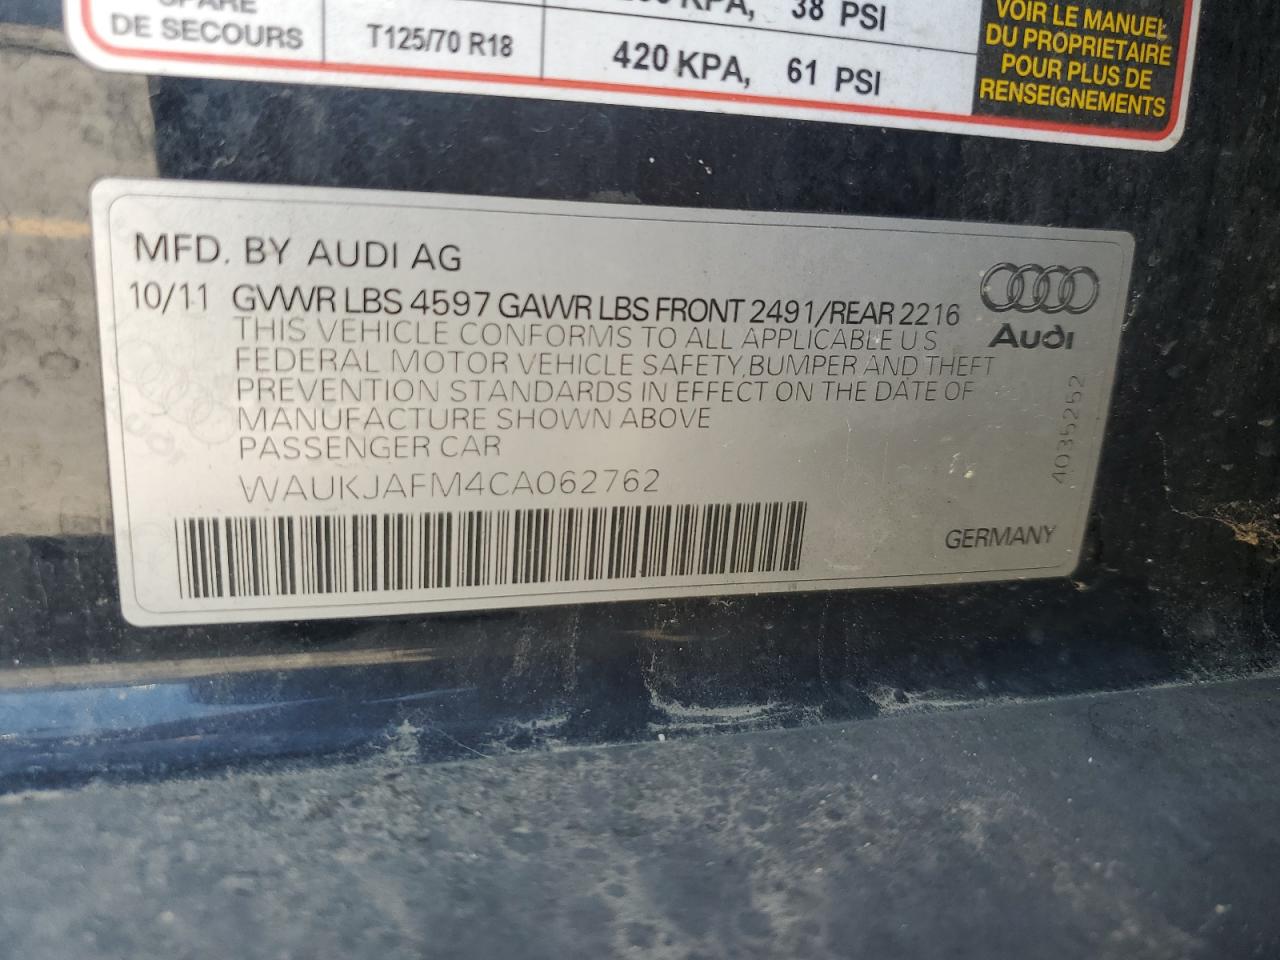 DE SECOURS
T125/70 R18
KPA, 38 PSI
420 KPA, 61 PSI
VOIR LE MANUEL
DU PROPRIETAIRE
POUR PLUS DE
RENSEIGNEMENTS
MFD. BY AUDI AG
10/11 GVWR LBS 4597 GAWR LBS FRONT 2491/REAR 2216
THIS VEHICLE CONFORMS TO ALL APPLICABLE U.S.
FEDERAL MOTOR VEHICLE SAFETY, BUMPER AND THEFT
PREVENTION STANDARDS IN EFFECT ON THE DATE OF
MANUFACTURE SHOWN ABOVE
PASSENGER CAR
WAUKJAFM4CA062762
Audi
4035252
GERMANY